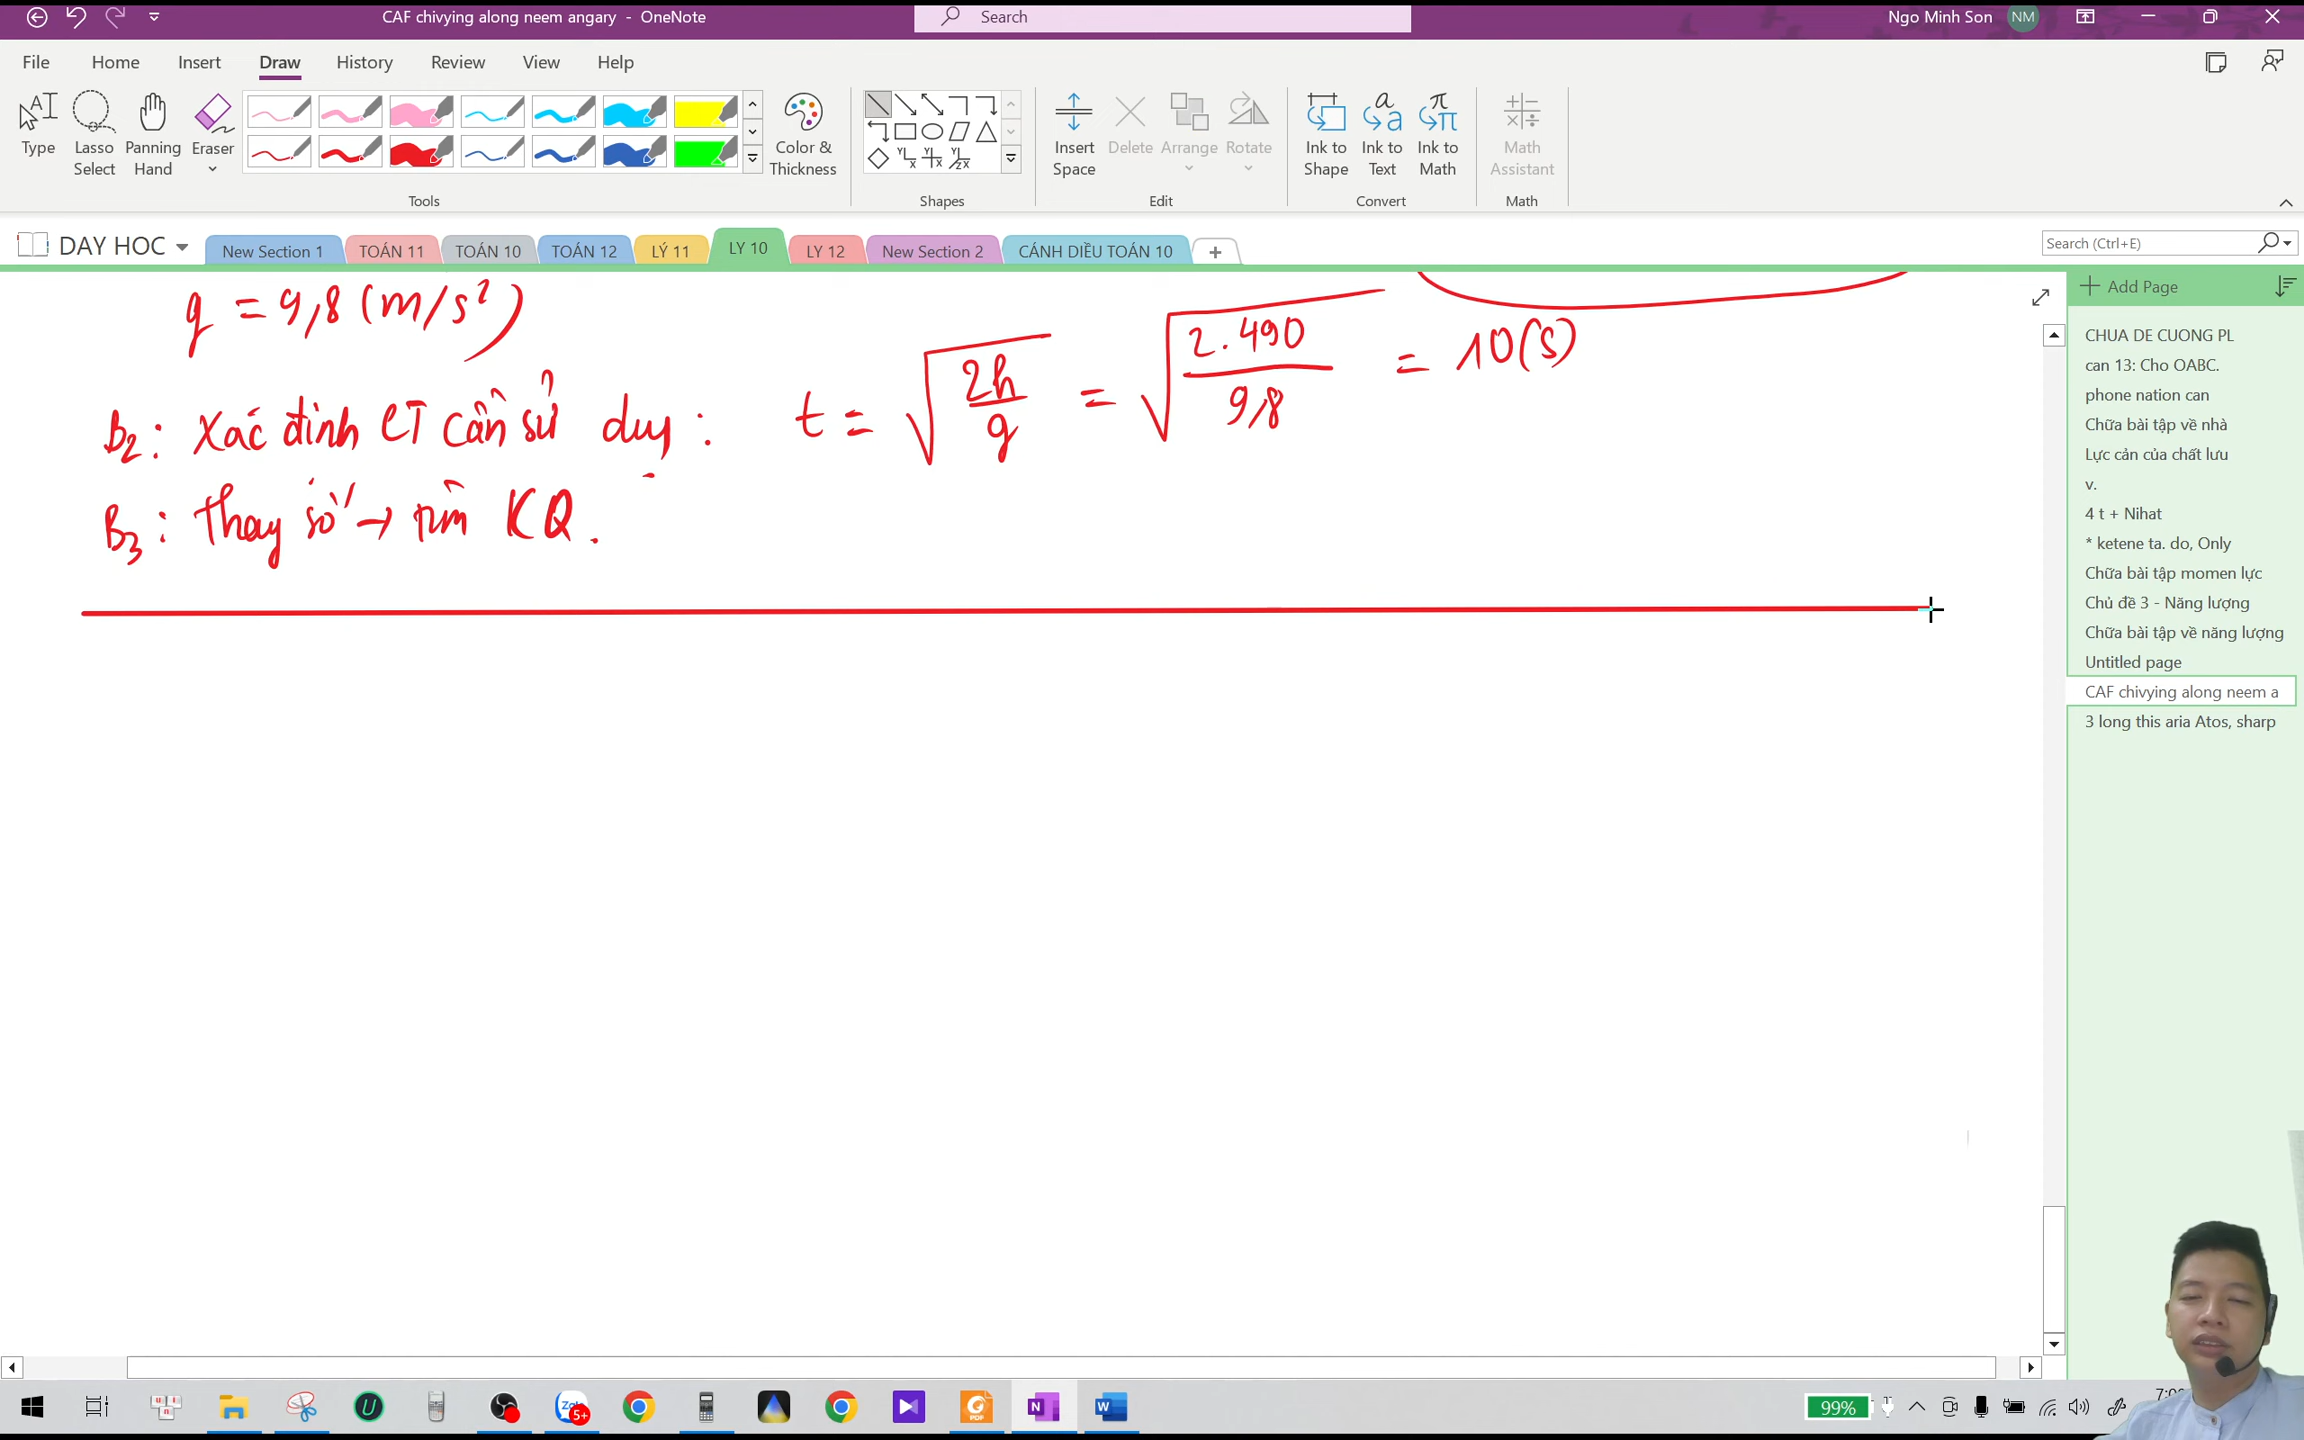 CAF chivying along neem angary - OneNote
Search
Ngo Minh Son NM
File Home Insert Draw History Review View Help
Type
Lasso Select
Panning Hand
Eraser
Color & Thickness
Insert Space
Delete
Arrange
Rotate
Ink to Shape
Ink to Text
Ink to Math
Math Assistant
Tools Shapes Edit Convert Math
DAY HOC
New Section 1 TOÁN 11 TOÁN 10 TOÁN 12 LÝ 11 LY 10 LY 12 New Section 2 CÁNH DIỀU TOÁN 10 +
Search (Ctrl+E)
g = 9,8 (m/s²)
B2: Xác định CT cần sử dụng: t = √(2h/g) = √(2.490/9,8) = 10(s)
B3: thay số → tìm KQ.
Add Page
CHUA DE CUONG PL
can 13: Cho OABC.
phone nation can
Chữa bài tập về nhà
Lực cản của chất lưu
v.
4 t + Nihat
* ketene ta. do, Only
Chữa bài tập momen lực
Chủ đề 3 - Năng lượng
Chữa bài tập về năng lượng
Untitled page
CAF chivying along neem a
3 long this aria Atos, sharp
99%